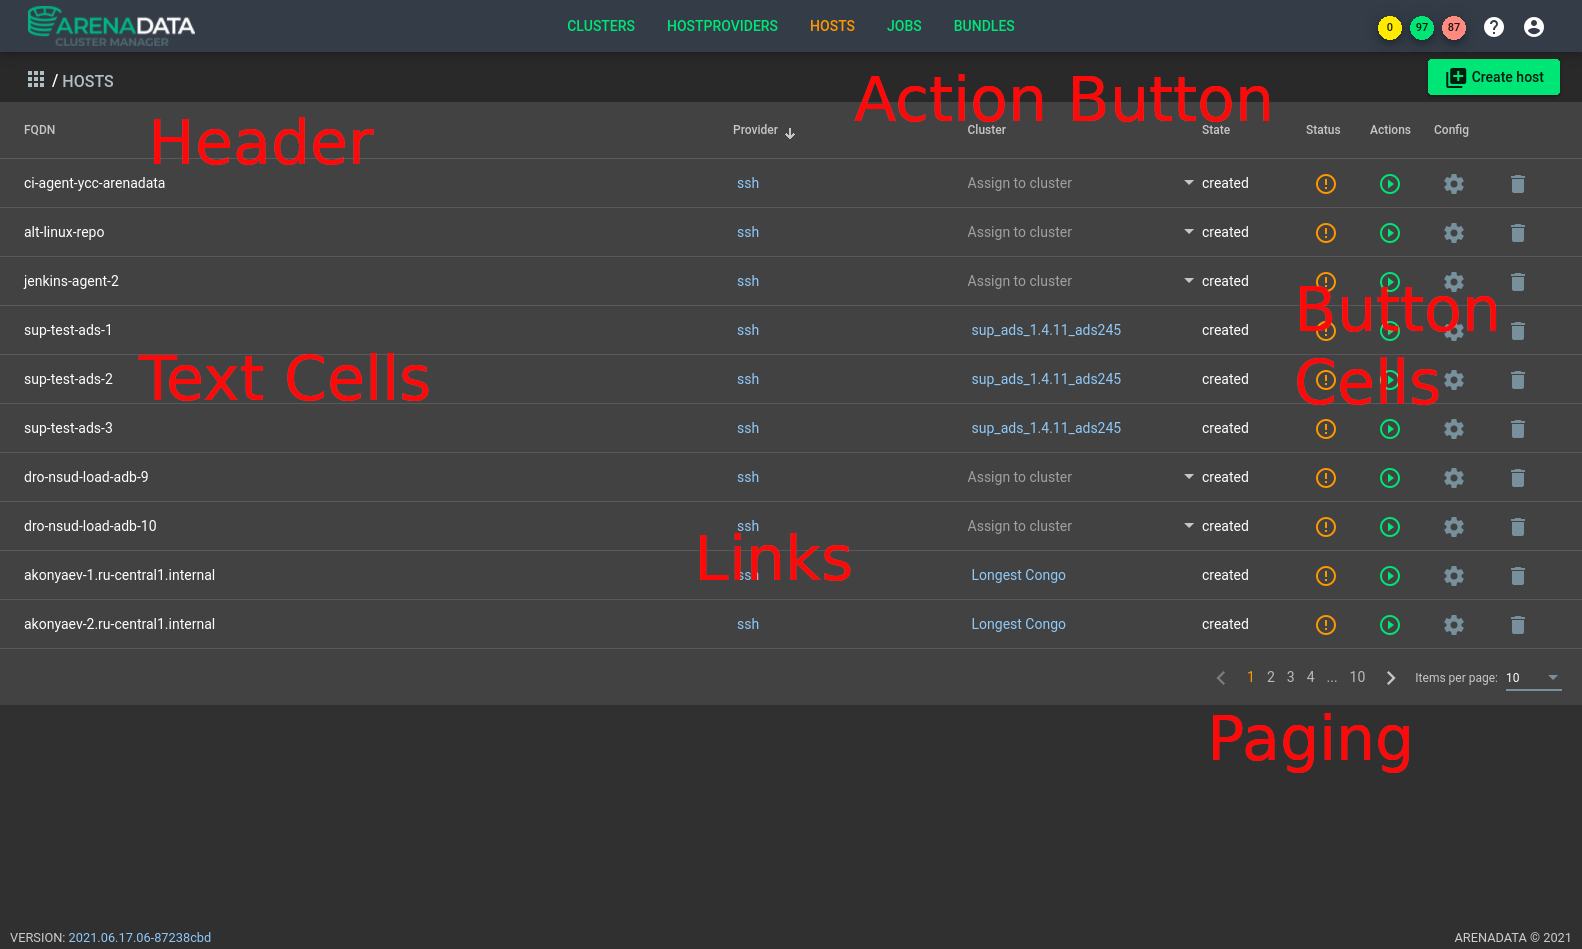 ARENADATA
CLUSTER MANAGER
CLUSTERS HOSTPROVIDERS HOSTS JOBS BUNDLES
0 97 87
/ HOSTS
Action Button
Create host
Header
FQDN Provider Cluster State Status Actions Config
ci-agent-ycc-arenadata ssh Assign to cluster created
alt-linux-repo ssh Assign to cluster created
jenkins-agent-2 ssh Assign to cluster created
Button
sup-test-ads-1 ssh sup_ads_1.4.11_ads245 created
Text Cells
Cells
sup-test-ads-2 ssh sup_ads_1.4.11_ads245 created
sup-test-ads-3 ssh sup_ads_1.4.11_ads245 created
dro-nsud-load-adb-9 ssh Assign to cluster created
dro-nsud-load-adb-10 ssh Assign to cluster created
Links
akonyaev-1.ru-central1.internal ssh Longest Congo created
akonyaev-2.ru-central1.internal ssh Longest Congo created
1 2 3 4 ... 10 Items per page: 10
Paging
VERSION: 2021.06.17.06-87238cbd
ARENADATA © 2021